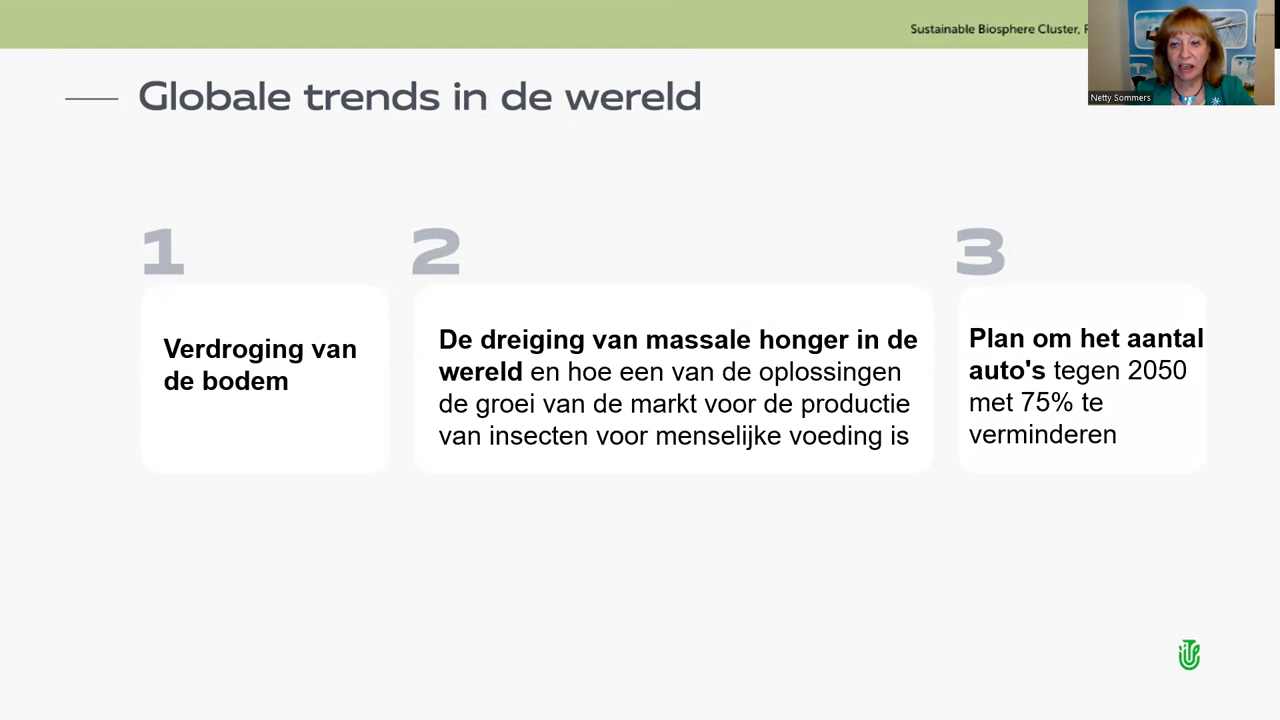 Sustainable Biosphere Cluster,
Netty Sommers
Globale trends in de wereld
1
Verdroging van
de bodem
2
De dreiging van massale honger in de
wereld en hoe een van de oplossingen
de groei van de markt voor de productie
van insecten voor menselijke voeding is
3
Plan om het aantal
auto's tegen 2050
met 75% te
verminderen